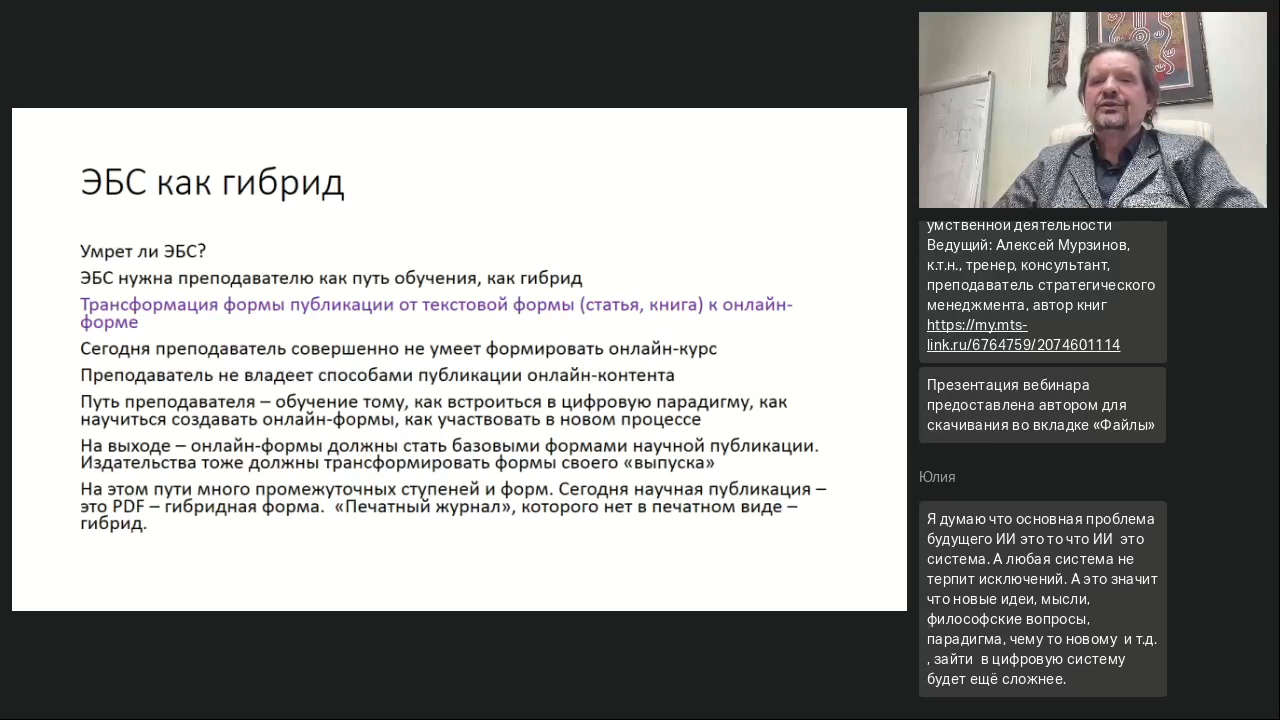 ЭБС как гибрид
Умрет ли ЭБС?
ЭБС нужна преподавателю как путь обучения, как гибрид
Трансформация формы публикации от текстовой формы (статья, книга) к онлайн-
форме
Сегодня преподаватель совершенно не умеет формировать онлайн-курс
Преподаватель не владеет способами публикации онлайн-контента
Путь преподавателя – обучение тому, как встроиться в цифровую парадигму, как
научиться создавать онлайн-формы, как участвовать в новом процессе
На выходе – онлайн-формы должны стать базовыми формами научной публикации.
Издательства тоже должны трансформировать формы своего «выпуска»
На этом пути много промежуточных ступеней и форм. Сегодня научная публикация –
это PDF – гибридная форма. «Печатный журнал», которого нет в печатном виде –
гибрид.
умственной деятельности
Ведущий: Алексей Мурзинов,
к.т.н., тренер, консультант,
преподаватель стратегического
менеджмента, автор книг
https://my.mts-
link.ru/6764759/2074601114
Презентация вебинара
предоставлена автором для
скачивания во вкладке «Файлы»
Юлия
Я думаю что основная проблема
будущего ИИ это то что ИИ это
система. А любая система не
терпит исключений. А это значит
что новые идеи, мысли,
философские вопросы,
парадигма, чему то новому и т.д.
, зайти в цифровую систему
будет ещё сложнее.